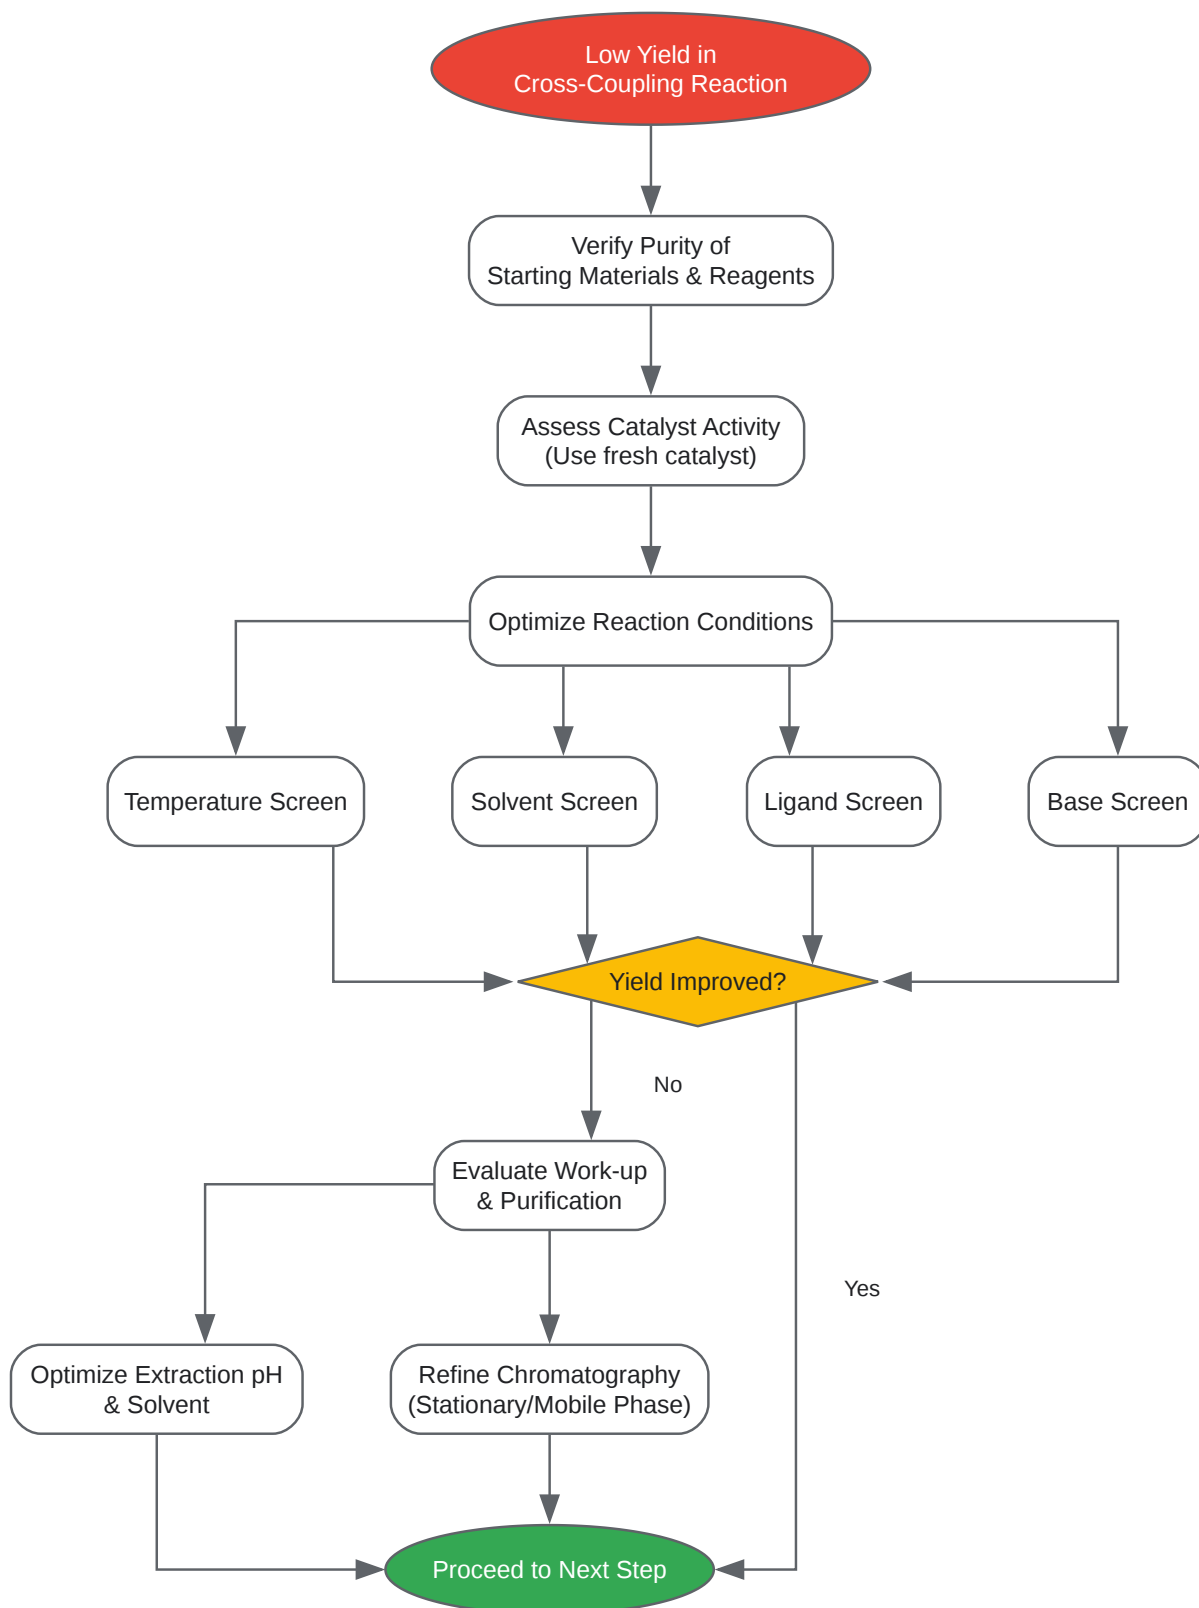 Low Yield in
Cross-Coupling Reaction
Verify Purity of
Starting Materials & Reagents
Assess Catalyst Activity
(Use fresh catalyst)
Optimize Reaction Conditions
Temperature Screen
Solvent Screen
Ligand Screen
Base Screen
Yield Improved?
No
Evaluate Work-up
& Purification
Yes
Optimize Extraction pH
& Solvent
Refine Chromatography
(Stationary/Mobile Phase)
Proceed to Next Step